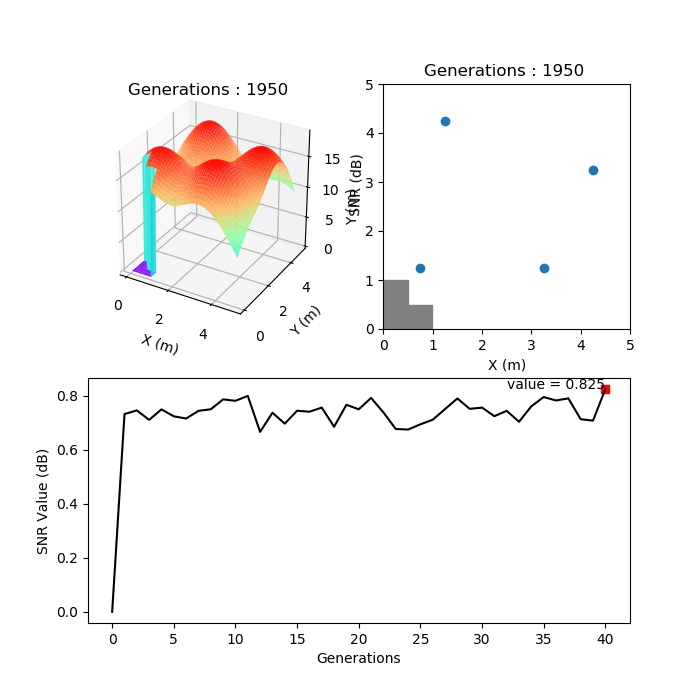 Generations : 1950
15
10
5
0
SNR (dB)
0
2
4
X (m)
0
2
4
Y (m)
Generations : 1950
5
4
3
2
1
0
Y (m)
0 1 2 3 4 5
X (m)
value = 0.825
0.8
0.6
0.4
0.2
0.0
SNR Value (dB)
0 5 10 15 20 25 30 35 40
Generations